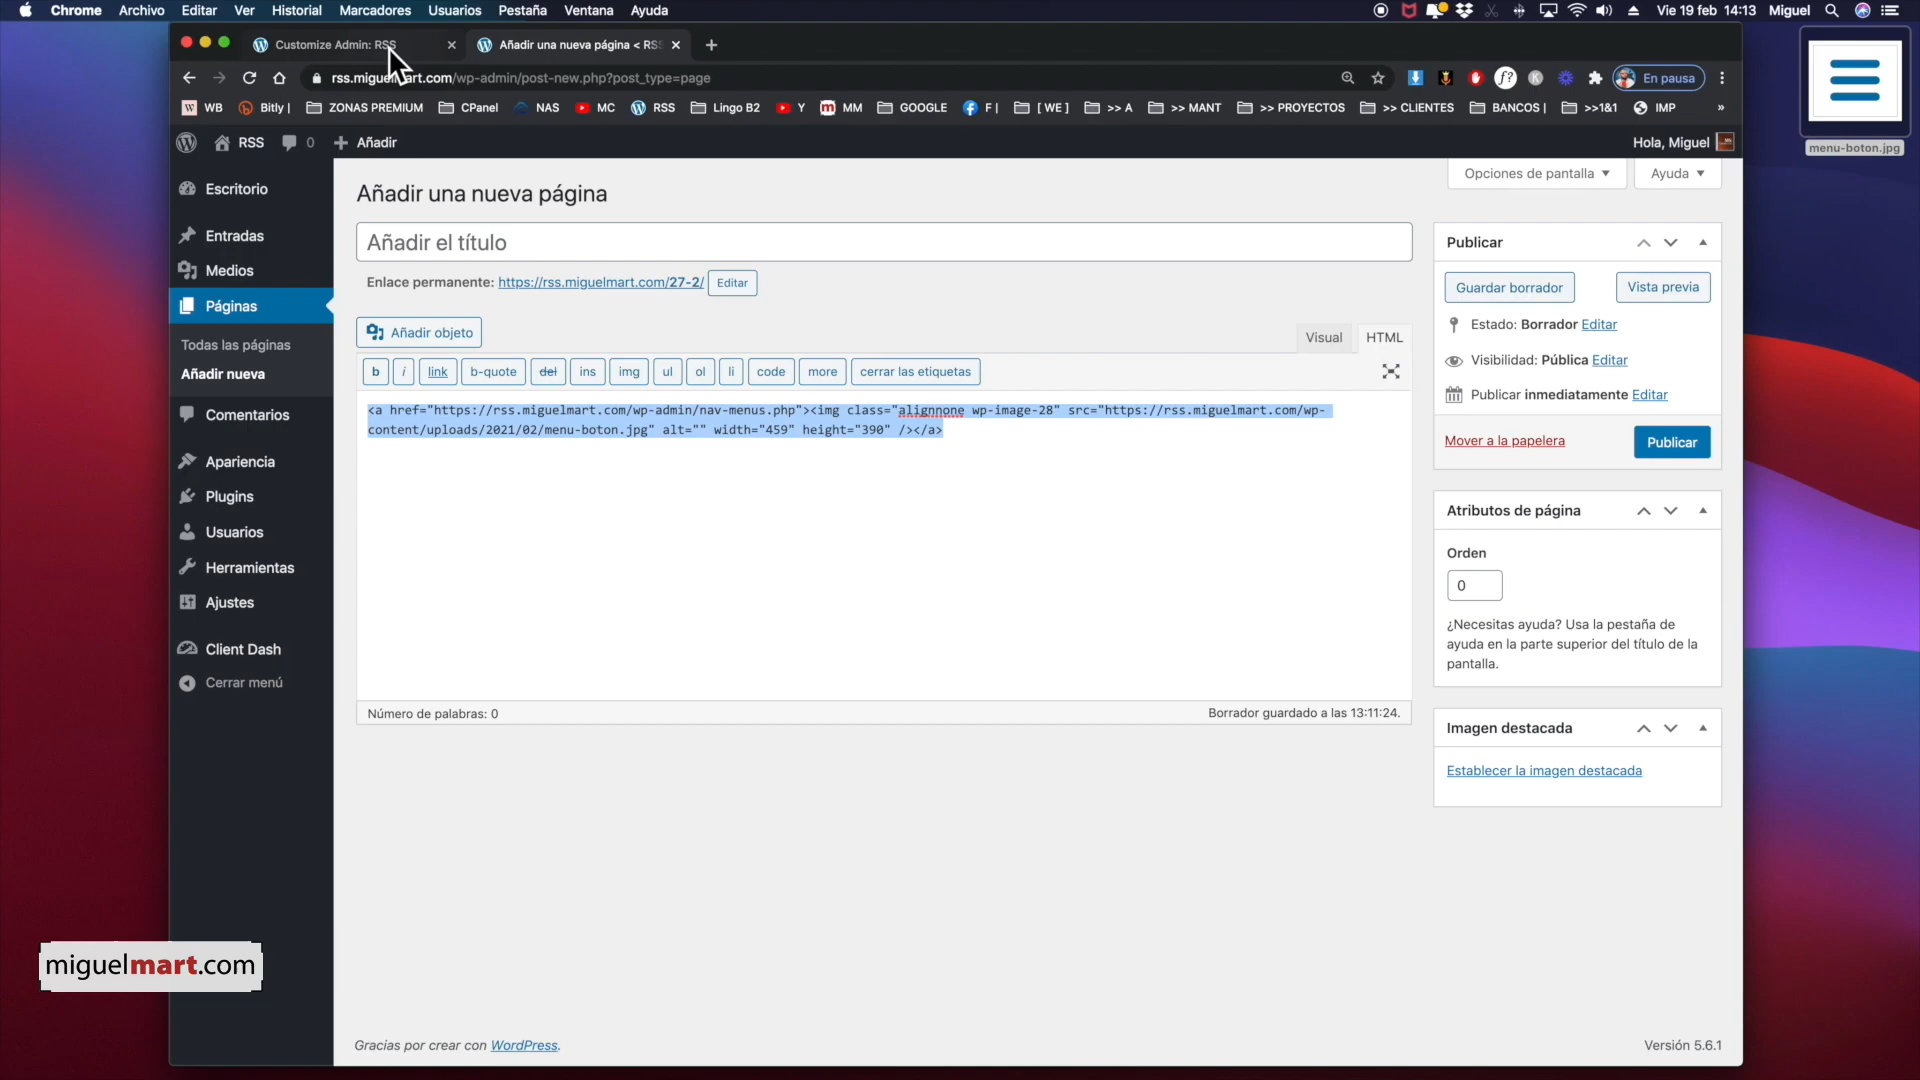 Chrome Archivo Editar Ver Historial Marcadores Usuarios Pestaña Ventana Ayuda Vie 19 feb 14:13 Miguel
Customize Admin: RSS Añadir una nueva página < RSS
rss.miguelmart.com/wp-admin/post-new.php?post_type=page En pausa
WB Bitly | ZONAS PREMIUM CPanel NAS MC RSS Lingo B2 Y MM GOOGLE F | [ WE ] >> A >> MANT >> PROYECTOS >> CLIENTES BANCOS | >>1&1 IMP »
menu-boton.jpg
RSS 0 + Añadir Hola, Miguel
Opciones de pantalla Ayuda
Escritorio
Entradas
Medios
Páginas
Todas las páginas
Añadir nueva
Comentarios
Apariencia
Plugins
Usuarios
Herramientas
Ajustes
Client Dash
Cerrar menú
Añadir una nueva página
Añadir el título
Enlace permanente: https://rss.miguelmart.com/27-2/ Editar
Añadir objeto
Visual HTML
b i link b-quote del ins img ul ol li code more cerrar las etiquetas
<a href="https://rss.miguelmart.com/wp-admin/nav-menus.php"><img class="alignnone wp-image-28" src="https://rss.miguelmart.com/wp-
content/uploads/2021/02/menu-boton.jpg" alt="" width="459" height="390" /></a>
Número de palabras: 0 Borrador guardado a las 13:11:24.
Publicar
Guardar borrador Vista previa
Estado: Borrador Editar
Visibilidad: Pública Editar
Publicar inmediatamente Editar
Mover a la papelera Publicar
Atributos de página
Orden
0
¿Necesitas ayuda? Usa la pestaña de
ayuda en la parte superior del título de la
pantalla.
Imagen destacada
Establecer la imagen destacada
miguelmart.com
Gracias por crear con WordPress. Versión 5.6.1